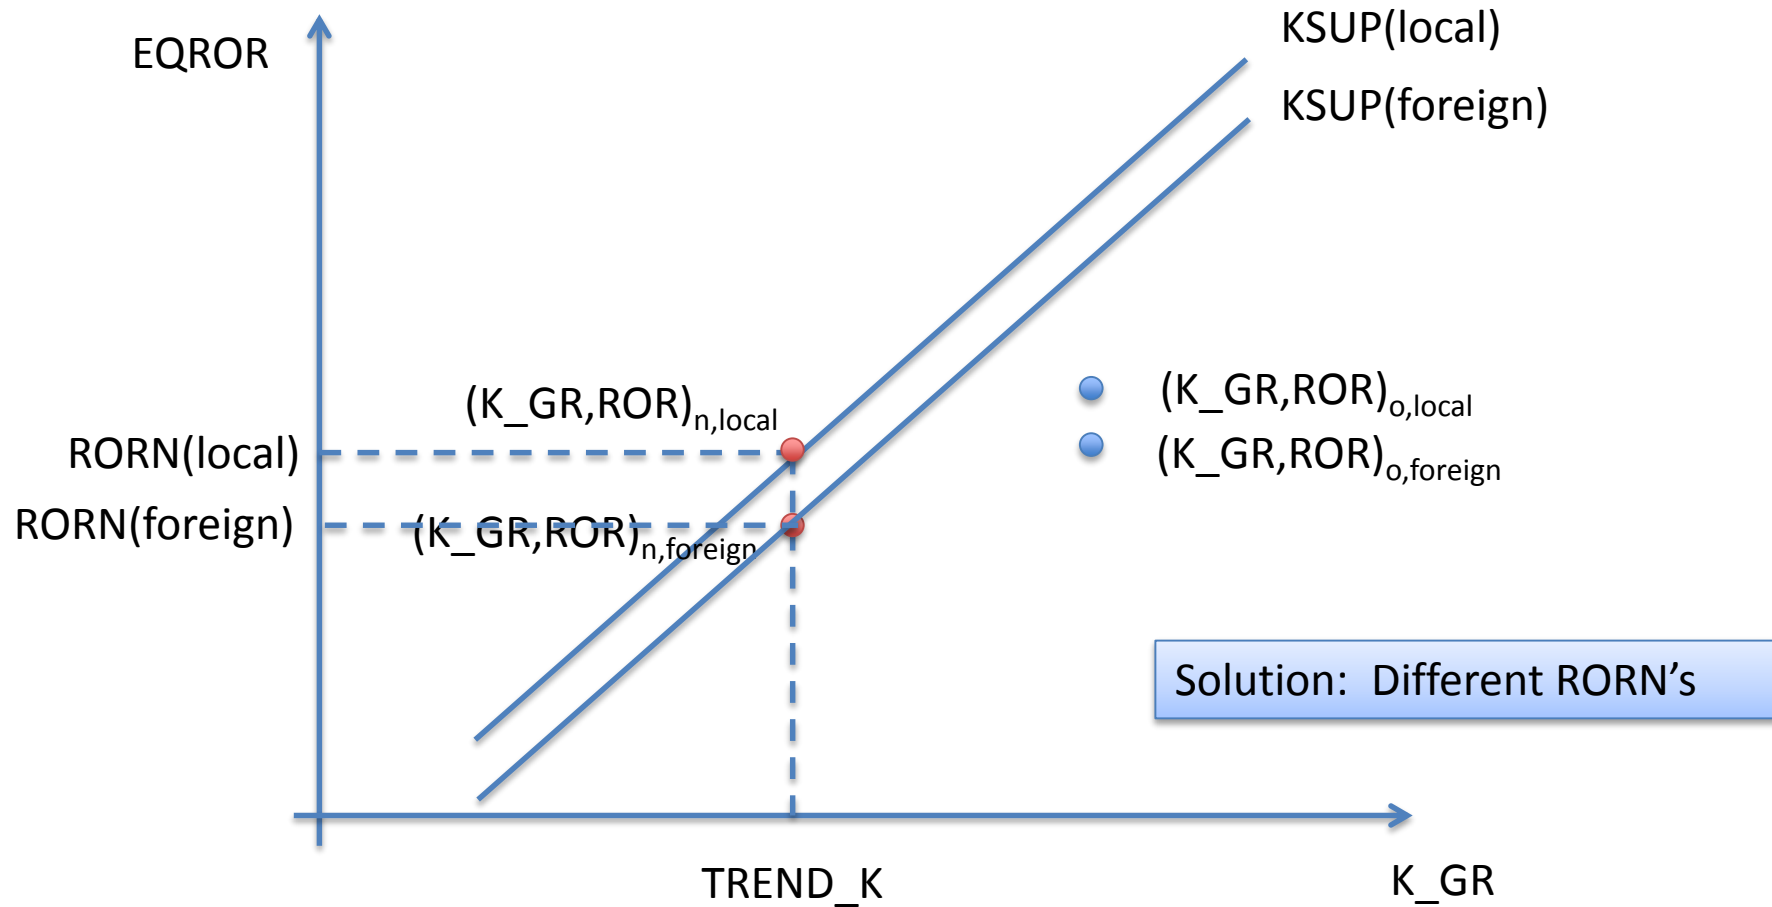 KSUP(local)
EQROR
KSUP(foreign)
(K_GR,ROR)n,local
(K_GR,ROR)o,local
RORN(local)
(K_GR,ROR)o,foreign
RORN(foreign)
(K_GR,ROR)n,foreign
Solution: Different RORN’s
TREND_K
K_GR